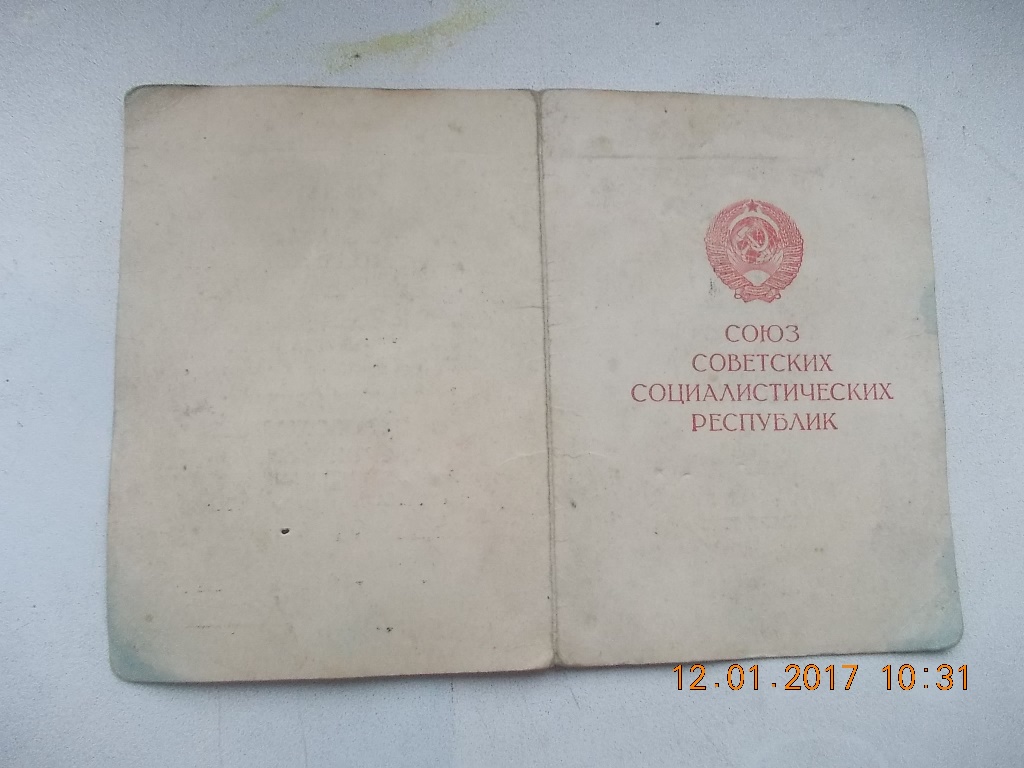 СОЮЗ
СОВЕТСКИХ
СОЦИАЛИСТИЧЕСКИХ
РЕСПУБЛИК
12.01.2017 10:31